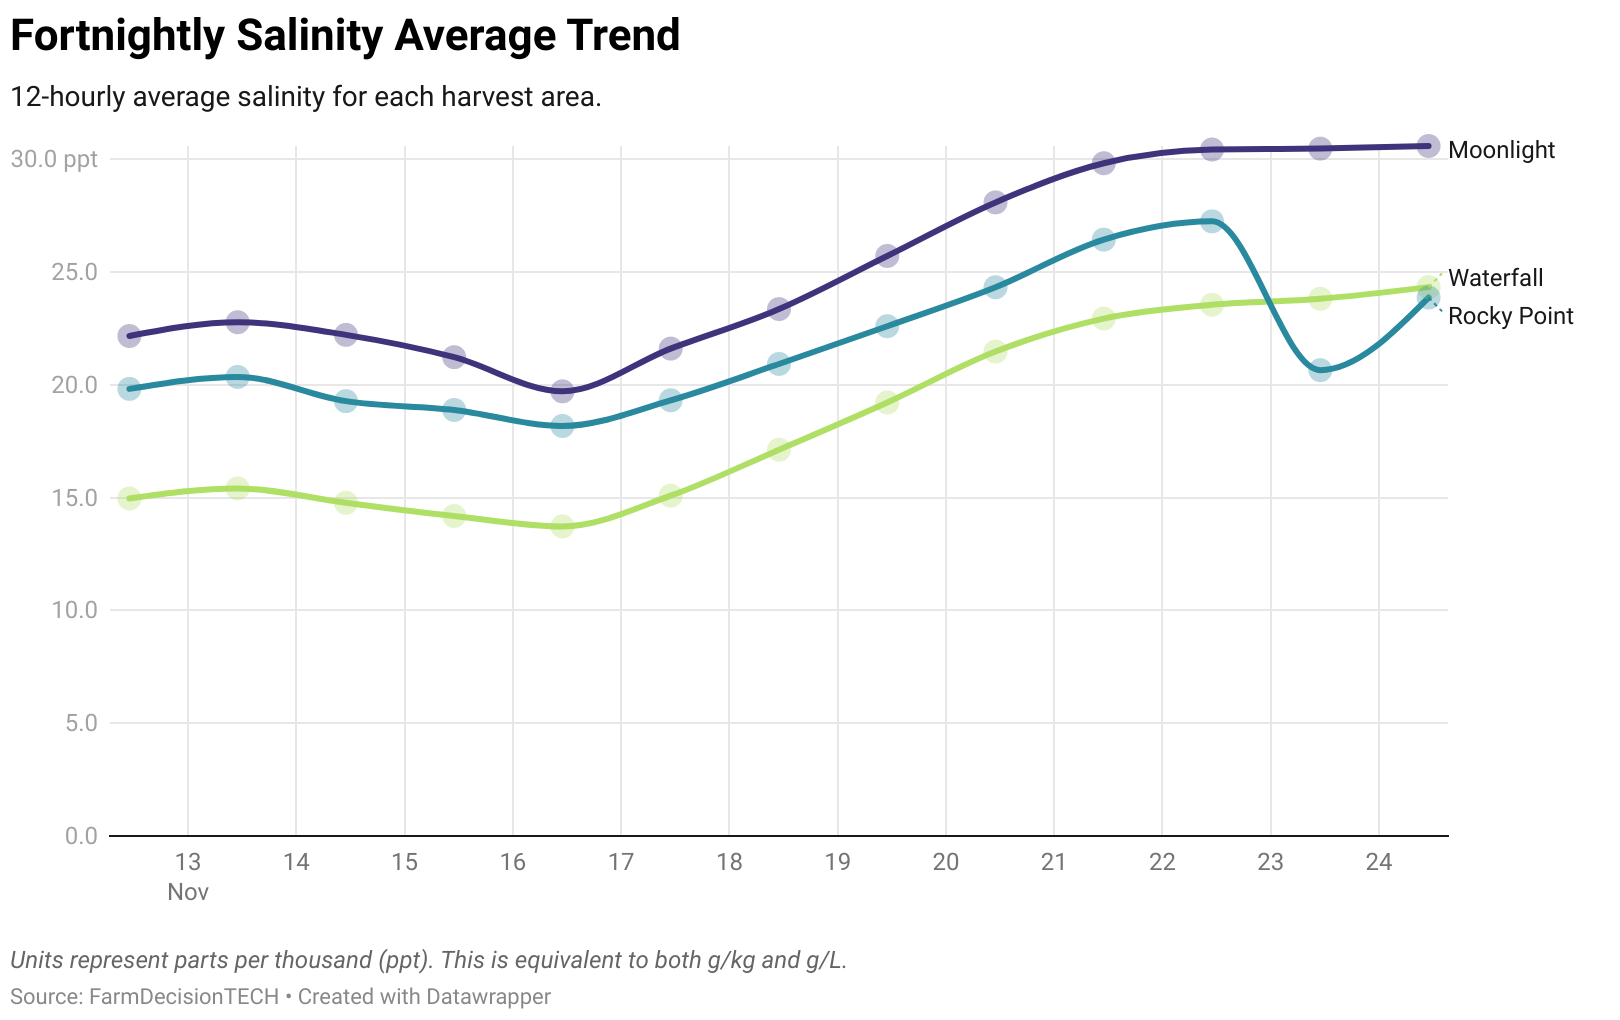 Fortnightly Salinity Average Trend
12-hourly average salinity for each harvest area.
30.0 ppt
25.0
20.0
15.0
10.0
5.0
0.0
Moonlight
Waterfall
Rocky Point
13 14 15 16 17 18 19 20 21 22 23 24
Nov
Units represent parts per thousand (ppt). This is equivalent to both g/kg and g/L.
Source: FarmDecisionTECH • Created with Datawrapper